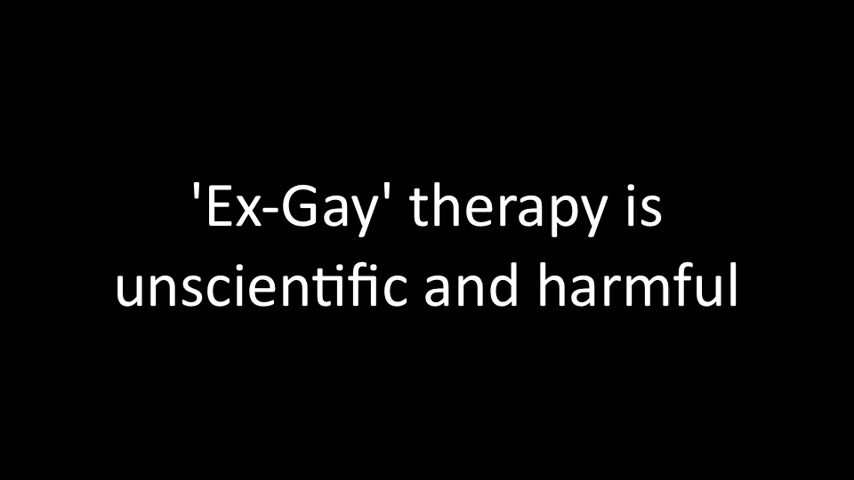 'Ex-Gay' therapy is
unscientific and harmful